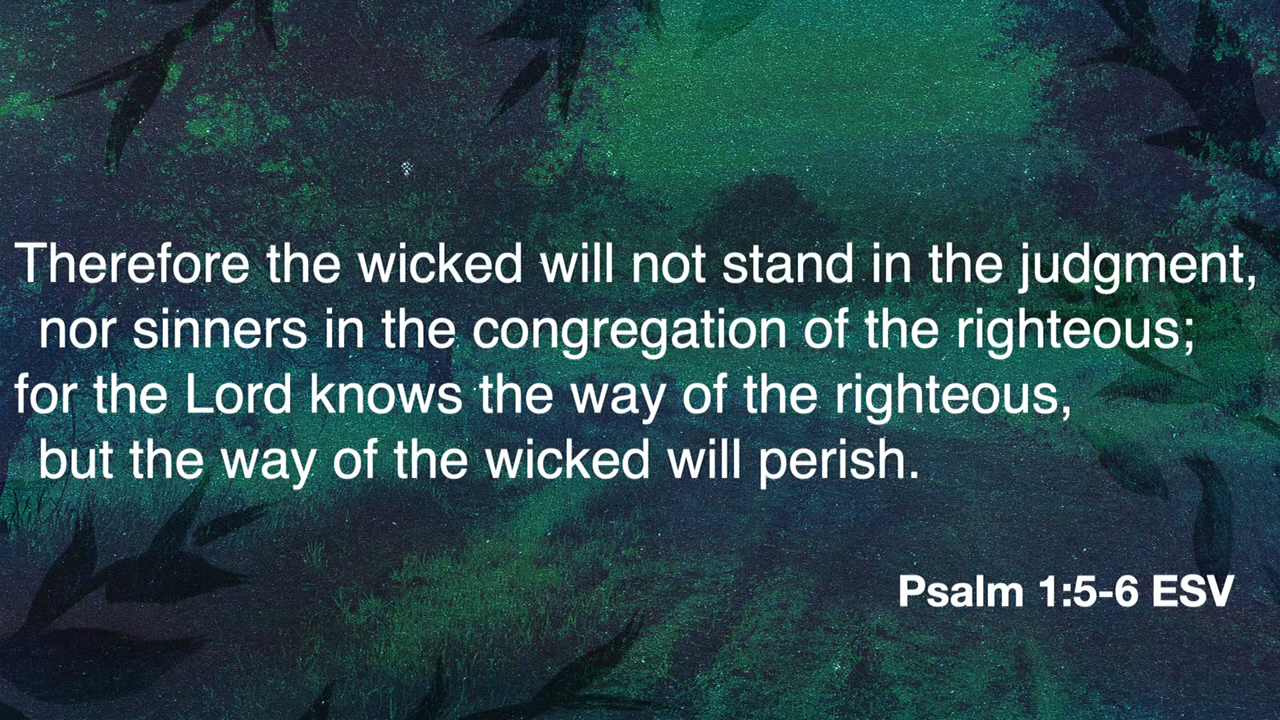 Therefore the wicked will not stand in the judgment,
nor sinners in the congregation of the righteous;
for the Lord knows the way of the righteous,
but the way of the wicked will perish.
Psalm 1:5-6 ESV